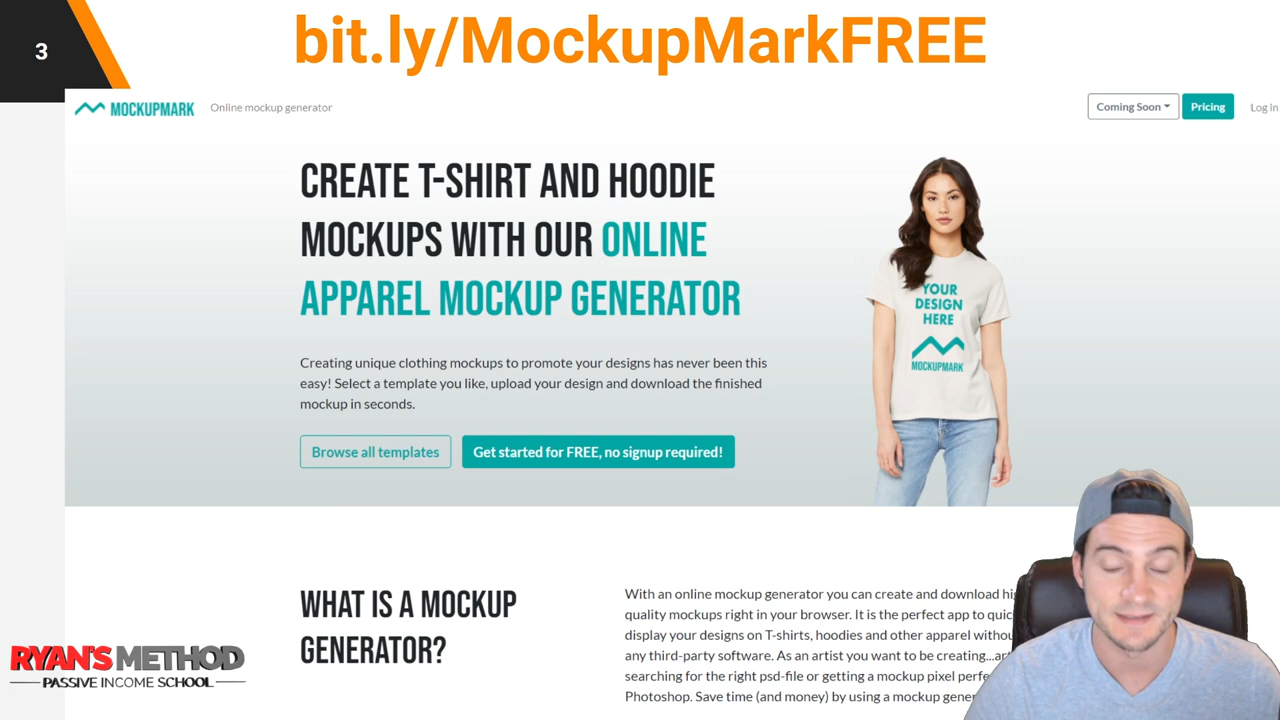 3
bit.ly/MockupMarkFREE
MOCKUPMARK
Online mockup generator
Coming Soon
Pricing
Log in
CREATE T-SHIRT AND HOODIE
MOCKUPS WITH OUR ONLINE
APPAREL MOCKUP GENERATOR
Creating unique clothing mockups to promote your designs has never been this
easy! Select a template you like, upload your design and download the finished
mockup in seconds.
Browse all templates
Get started for FREE, no signup required!
YOUR
DESIGN
HERE
MOCKUPMARK
WHAT IS A MOCKUP
GENERATOR?
With an online mockup generator you can create and download
quality mockups right in your browser. It is the perfect app to
display your designs on T-shirts, hoodies and other apparel
any third-party software. As an artist you want to be creating...
searching for the right psd-file or getting a mockup pixel
Photoshop. Save time (and money) by using a mockup
RYAN'S METHOD
PASSIVE INCOME SCHOOL